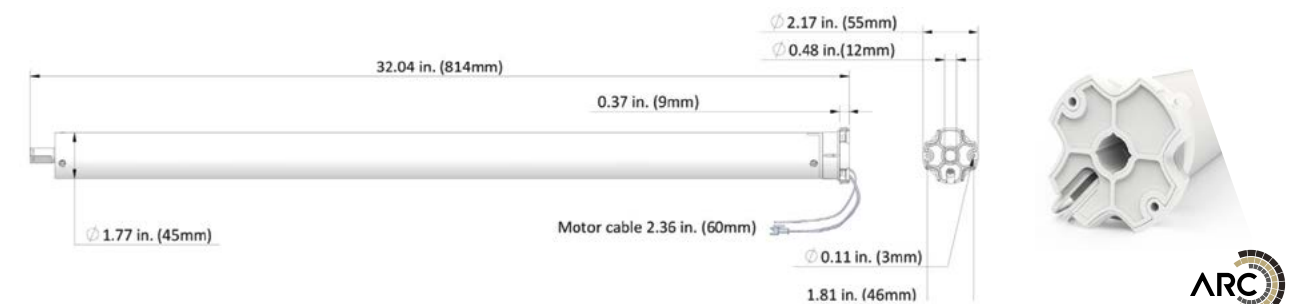 ∅ 2.17 in. (55mm)
∅ 0.48 in.(12mm)
32.04 in. (814mm)
0.37 in. (9mm)
Motor cable 2.36 in. (60mm)
∅ 1.77 in. (45mm)
∅ 0.11 in. (3mm)
1.81 in. (46mm)
ARC